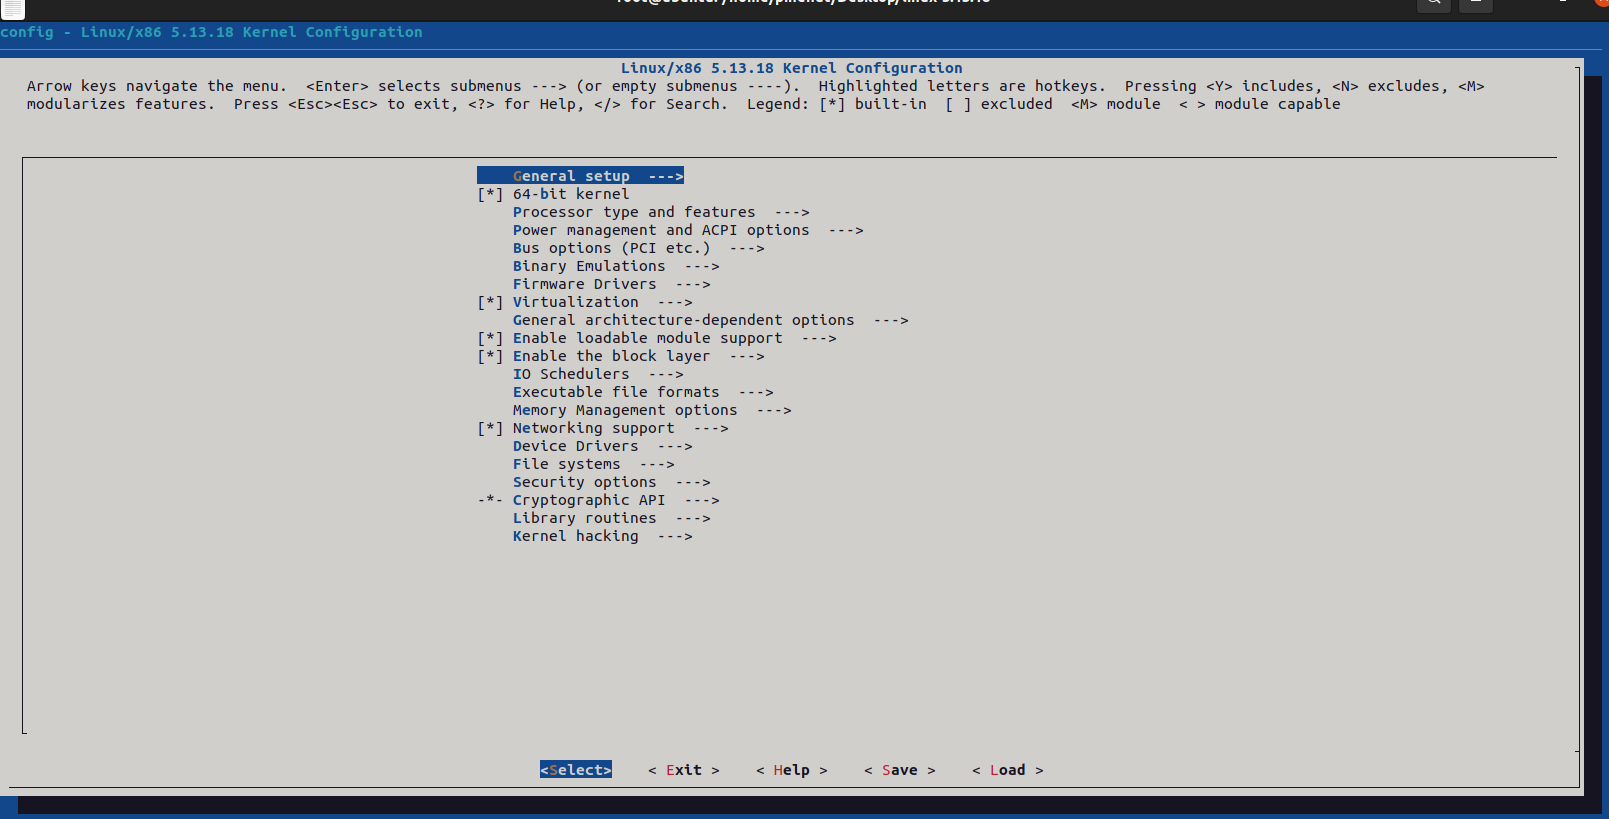 config - Linux/x86 5.13.18 Kernel Configuration
Linux/x86 5.13.18 Kernel Configuration
Arrow keys navigate the menu.  <Enter> selects submenus ---> (or empty submenus ----).  Highlighted letters are hotkeys.  Pressing <Y> includes, <N> excludes, <M>
modularizes features.  Press <Esc><Esc> to exit, <?> for Help, </> for Search.  Legend: [*] built-in  [ ] excluded  <M> module  < > module capable
General setup  --->
[*] 64-bit kernel
Processor type and features  --->
Power management and ACPI options  --->
Bus options (PCI etc.)  --->
Binary Emulations  --->
Firmware Drivers  --->
[*] Virtualization  --->
General architecture-dependent options  --->
[*] Enable loadable module support  --->
[*] Enable the block layer  --->
IO Schedulers  --->
Executable file formats  --->
Memory Management options  --->
[*] Networking support  --->
Device Drivers  --->
File systems  --->
Security options  --->
-*- Cryptographic API  --->
Library routines  --->
Kernel hacking  --->
<Select>    < Exit >    < Help >    < Save >    < Load >